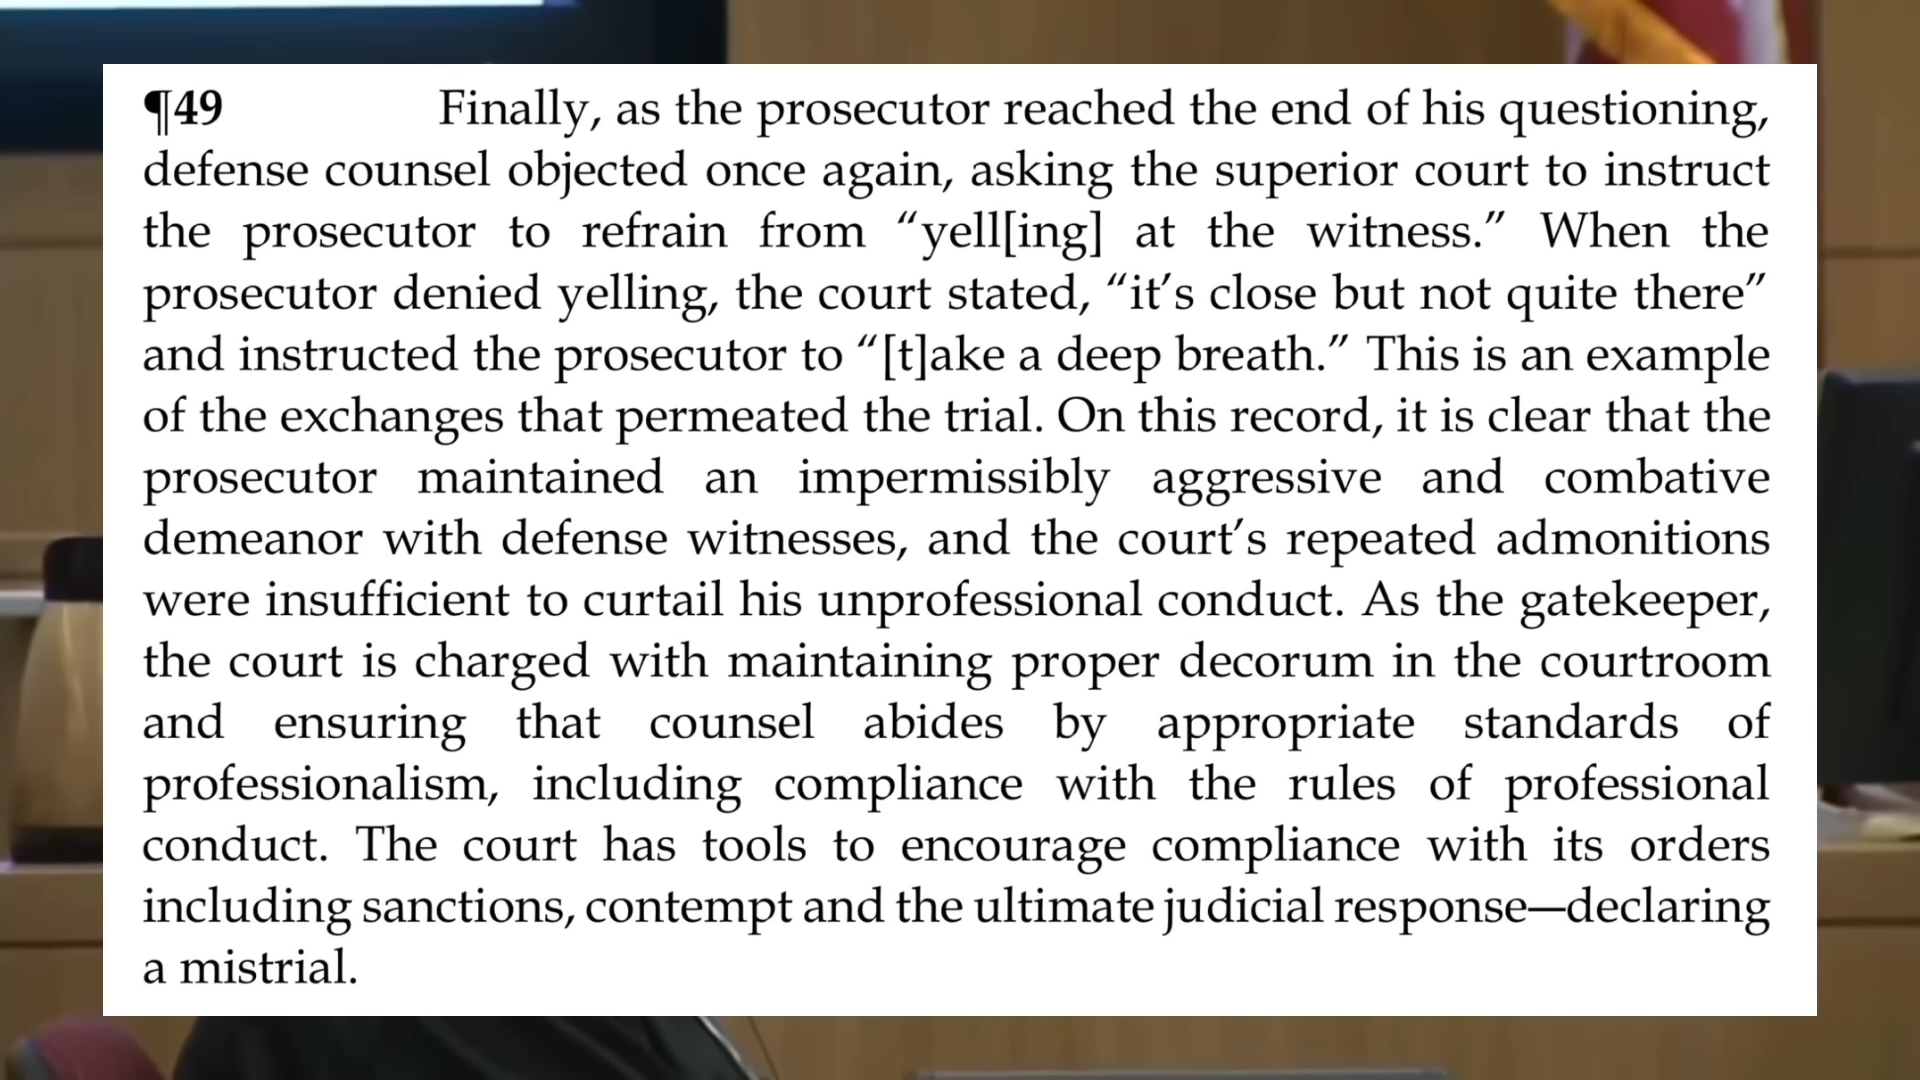 ¶49 Finally, as the prosecutor reached the end of his questioning,
defense counsel objected once again, asking the superior court to instruct
the prosecutor to refrain from “yell[ing] at the witness.” When the
prosecutor denied yelling, the court stated, “it’s close but not quite there”
and instructed the prosecutor to “[t]ake a deep breath.” This is an example
of the exchanges that permeated the trial. On this record, it is clear that the
prosecutor maintained an impermissibly aggressive and combative
demeanor with defense witnesses, and the court’s repeated admonitions
were insufficient to curtail his unprofessional conduct. As the gatekeeper,
the court is charged with maintaining proper decorum in the courtroom
and ensuring that counsel abides by appropriate standards of
professionalism, including compliance with the rules of professional
conduct. The court has tools to encourage compliance with its orders
including sanctions, contempt and the ultimate judicial response—declaring
a mistrial.